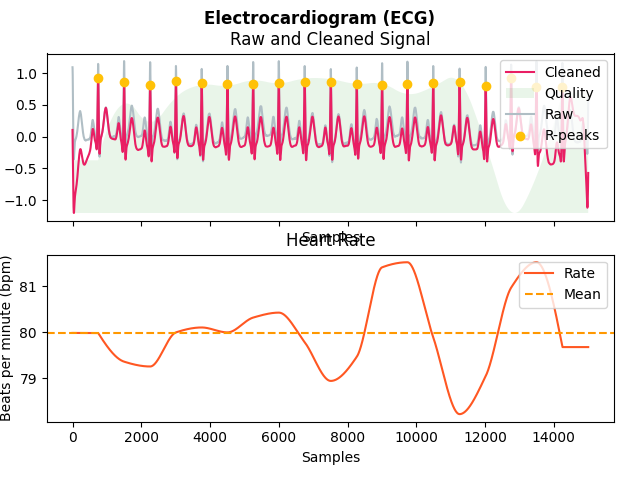 Electrocardiogram (ECG)
Raw and Cleaned Signal
1.0
0.5
0.0
−0.5
−1.0
Cleaned
Quality
Raw
R-peaks
Samples
Heart Rate
Beats per minute (bpm)
81
80
79
Rate
Mean
0 2000 4000 6000 8000 10000 12000 14000
Samples